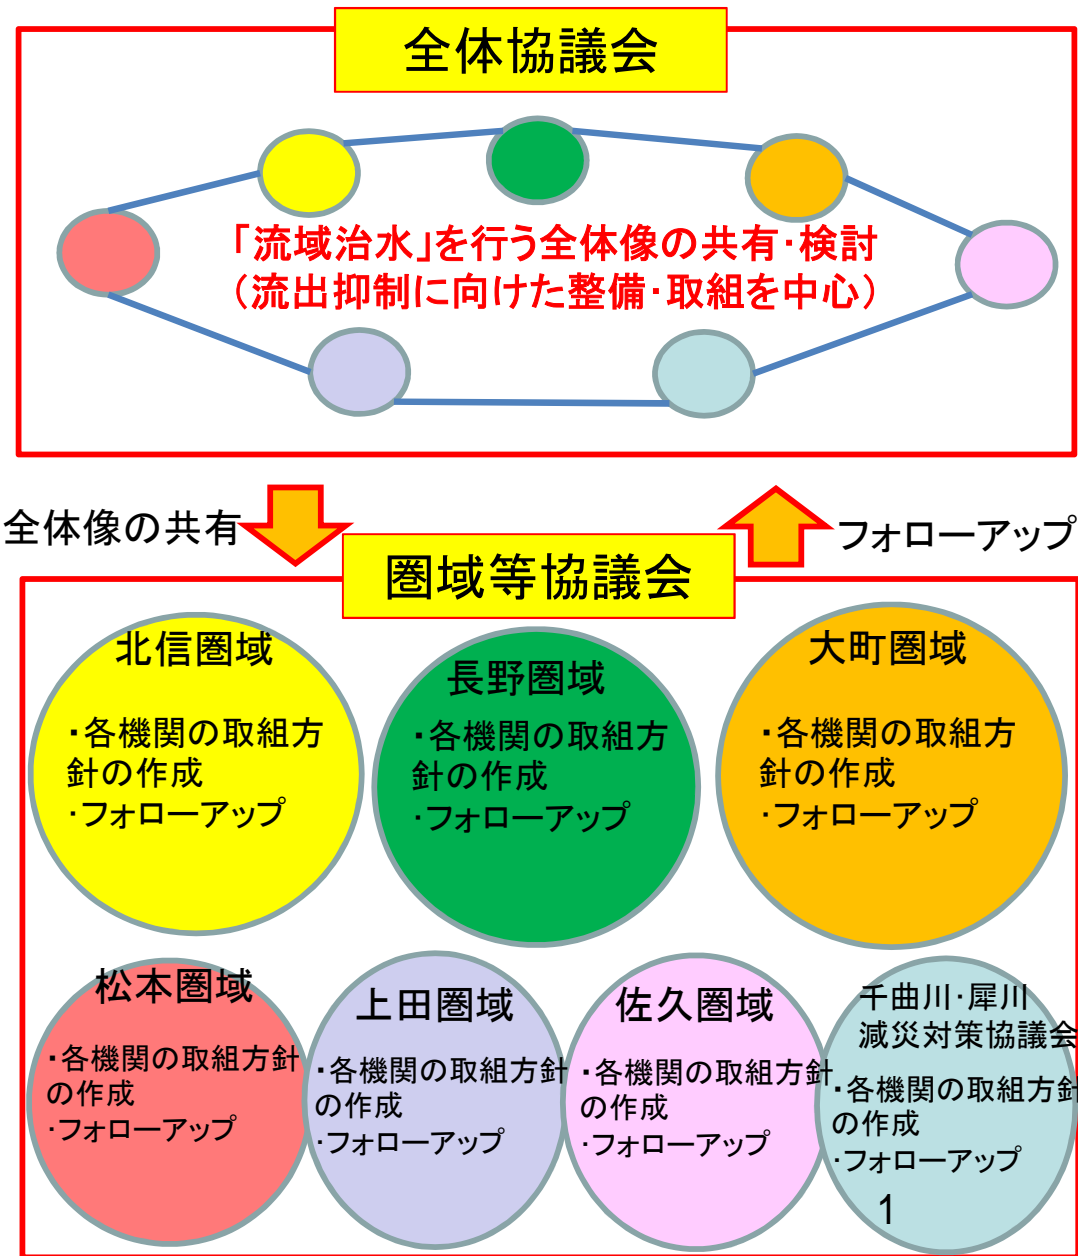 全体協議会
「流域治水」を行う全体像の共有・検討
（流出抑制に向けた整備・取組を中心）
全体像の共有
フォローアップ
圏域等協議会
北信圏域
・各機関の取組方
針の作成
・フォローアップ
長野圏域
・各機関の取組方
針の作成
・フォローアップ
大町圏域
・各機関の取組方
針の作成
・フォローアップ
松本圏域
・各機関の取組方針
の作成
・フォローアップ
上田圏域
・各機関の取組方針
の作成
・フォローアップ
佐久圏域
・各機関の取組方針
の作成
・フォローアップ
千曲川・犀川
減災対策協議会
・各機関の取組方針
の作成
・フォローアップ
1